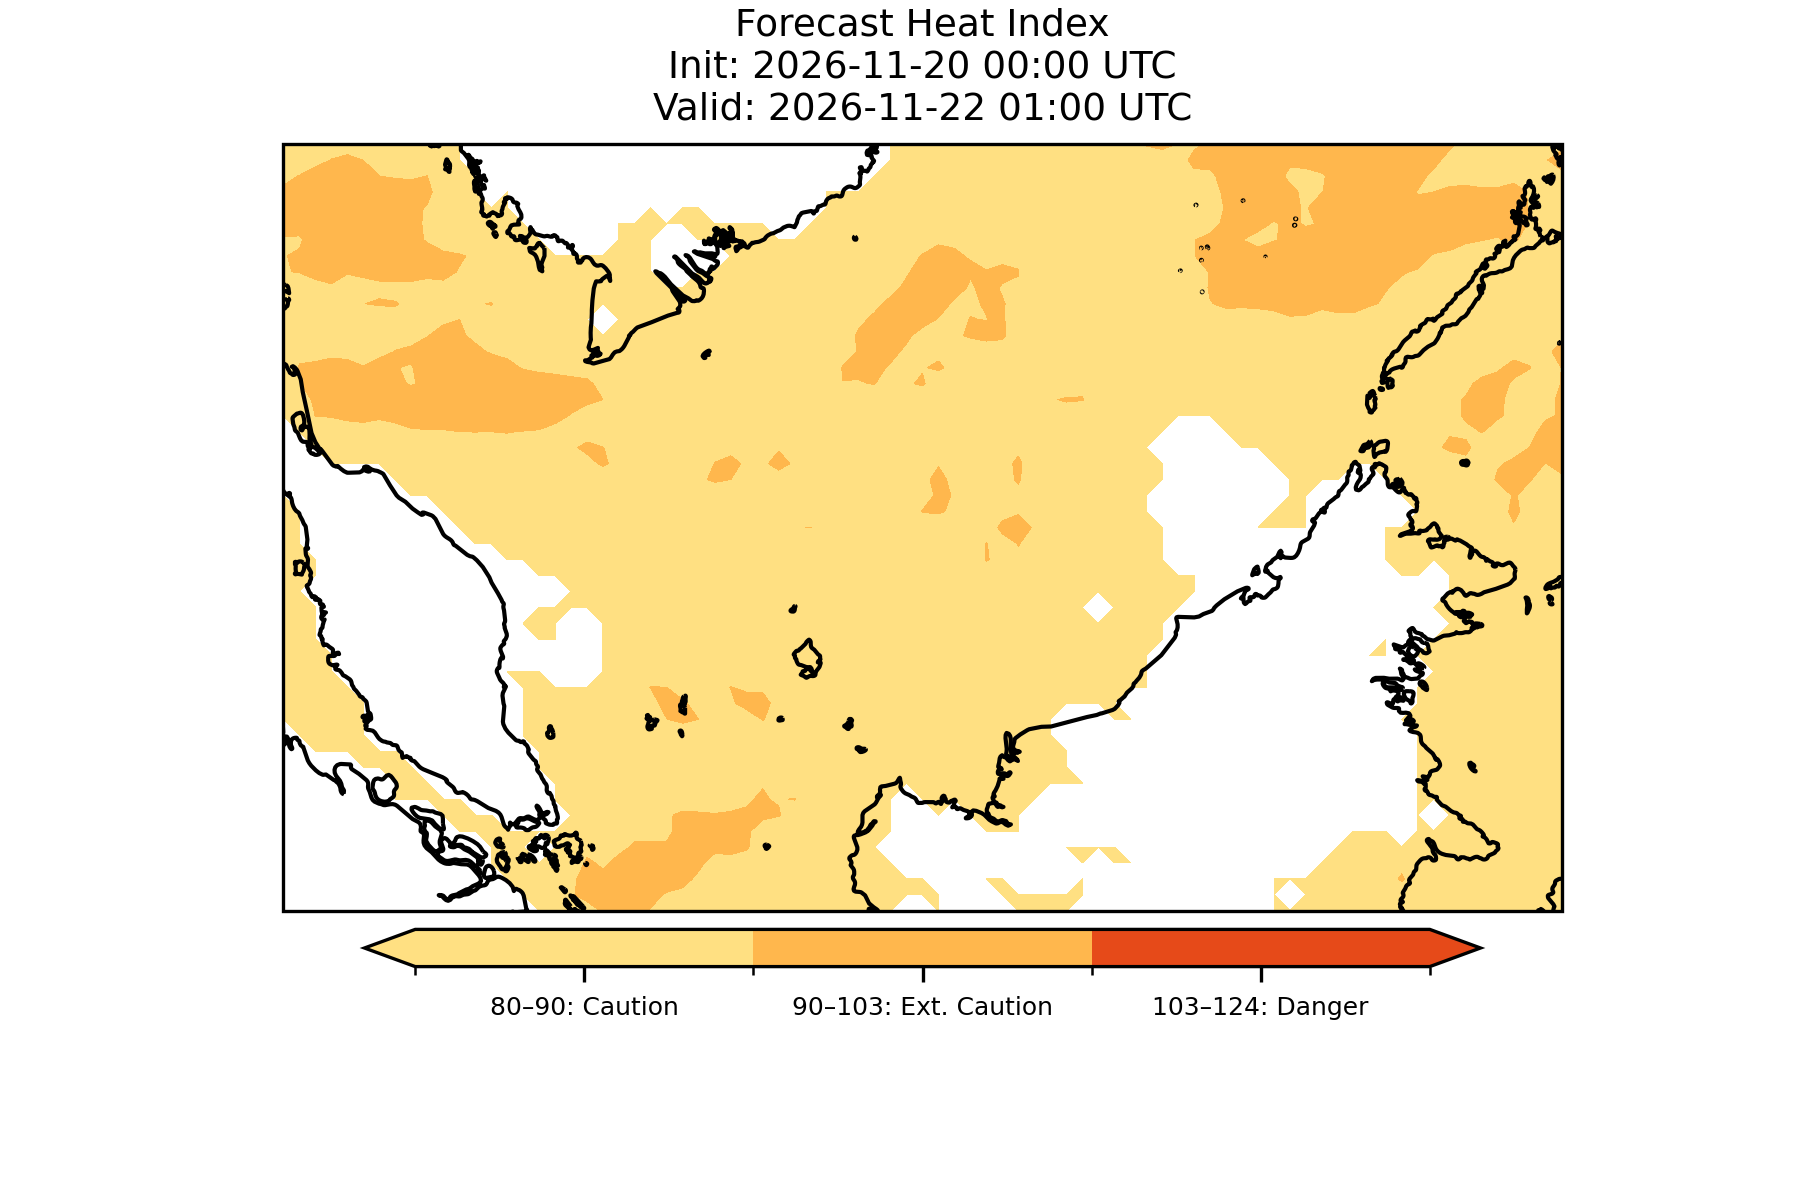 Forecast Heat Index
Init: 2026-11-20 00:00 UTC
Valid: 2026-11-22 01:00 UTC
80–90: Caution
90–103: Ext. Caution
103–124: Danger